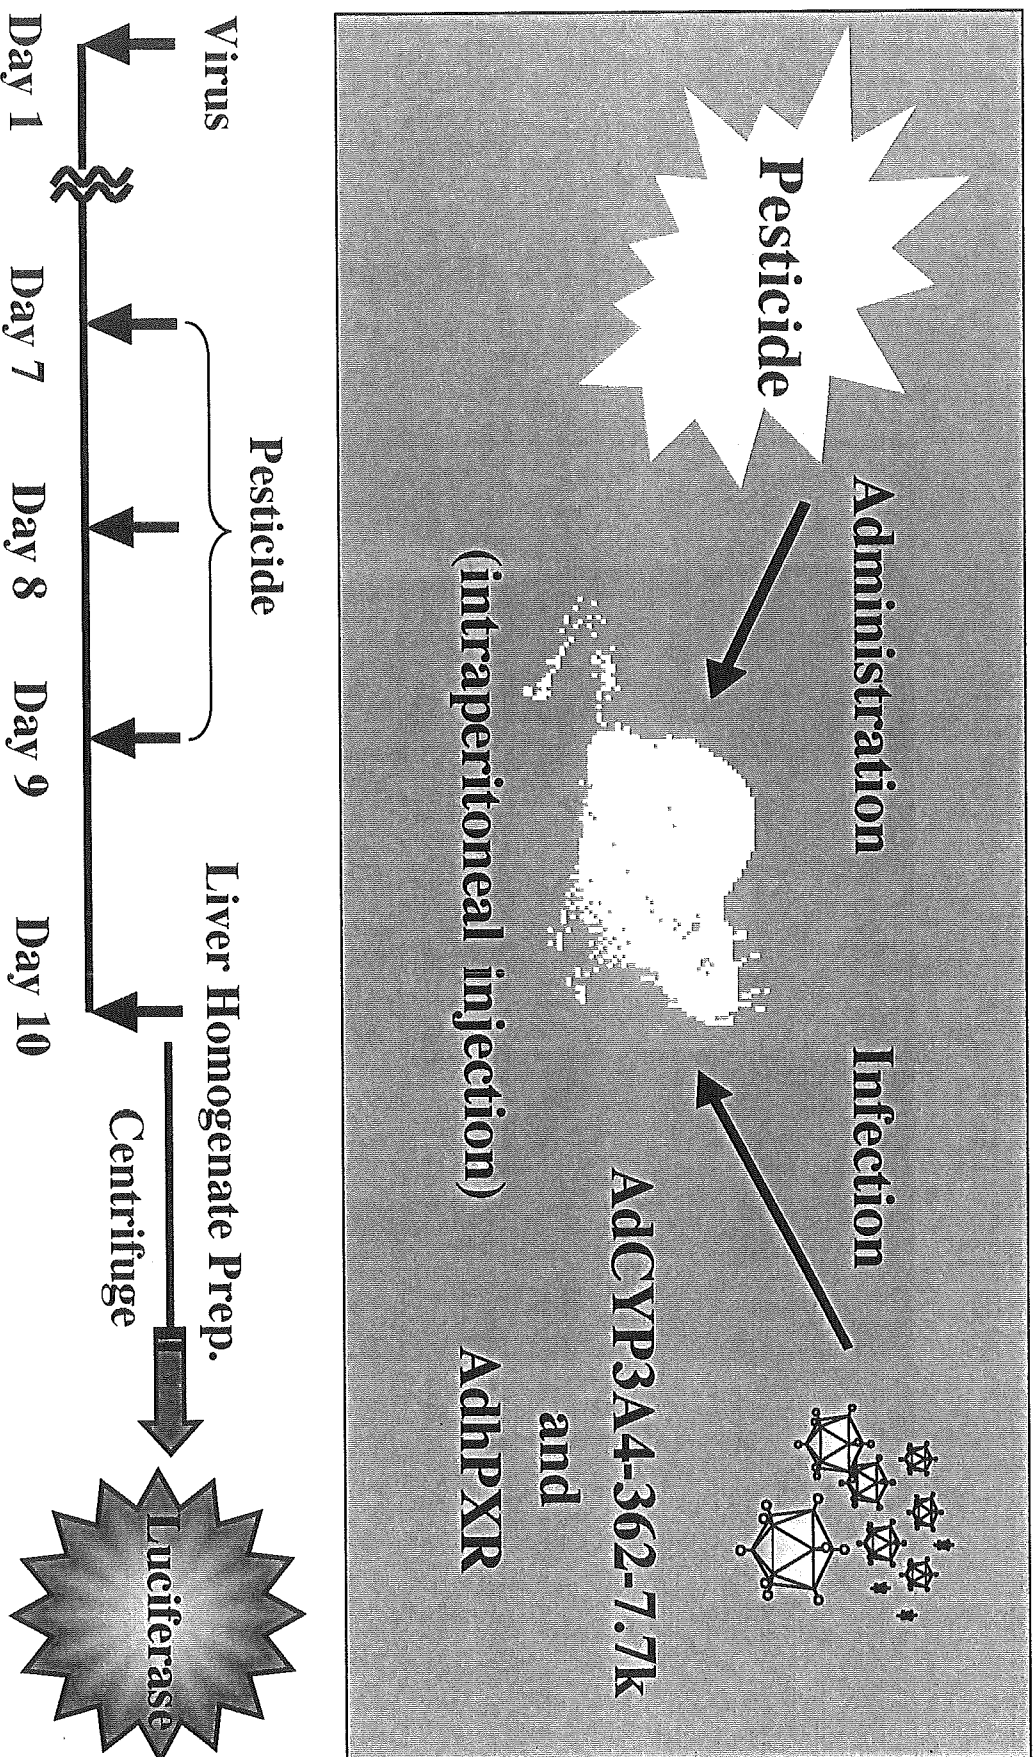 Pesticide
Administration
Infection
(intraperitoneal injection)
AdCYP3A4-362-7.7k
and
AdhPXR
Virus
Pesticide
Liver Homogenate Prep.
Centrifuge
Luciferase
Day 1
Day 7
Day 8
Day 9
Day 10